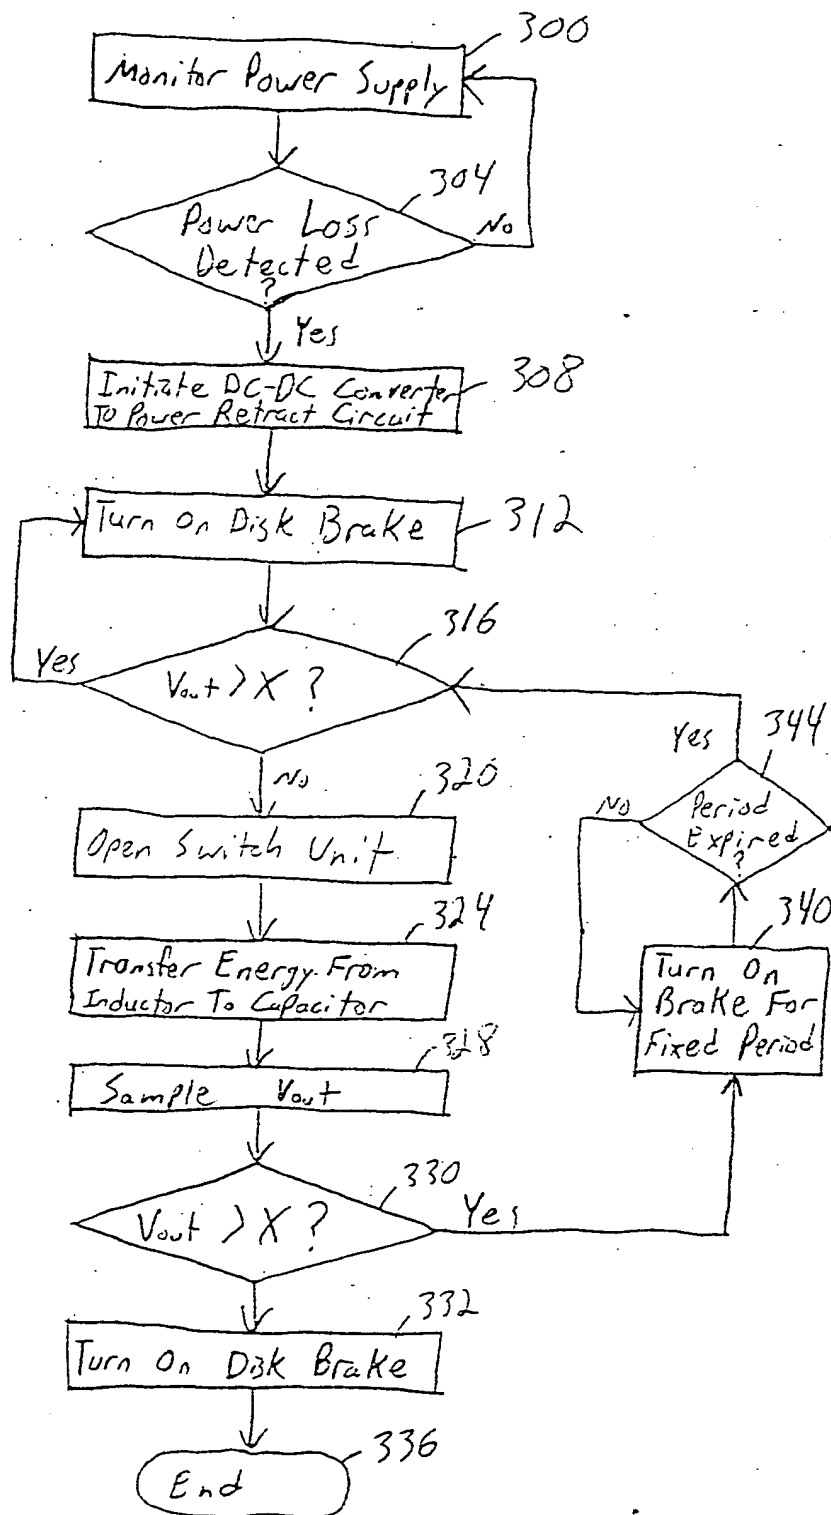 300
Monitor Power Supply
304
Power Loss
Detected
?
No
Yes
308
Initiate DC-DC Converter
To Power Retract Circuit
312
Turn On Disk Brake
316
Vout > X ?
Yes
No
320
Open Switch Unit
324
Transfer Energy From
Inductor To Capacitor
328
Sample Vout
330
Vout > X ?
Yes
344
Period
Expired
?
Yes
No
340
Turn On
Brake For
Fixed Period
332
Turn On Disk Brake
336
End